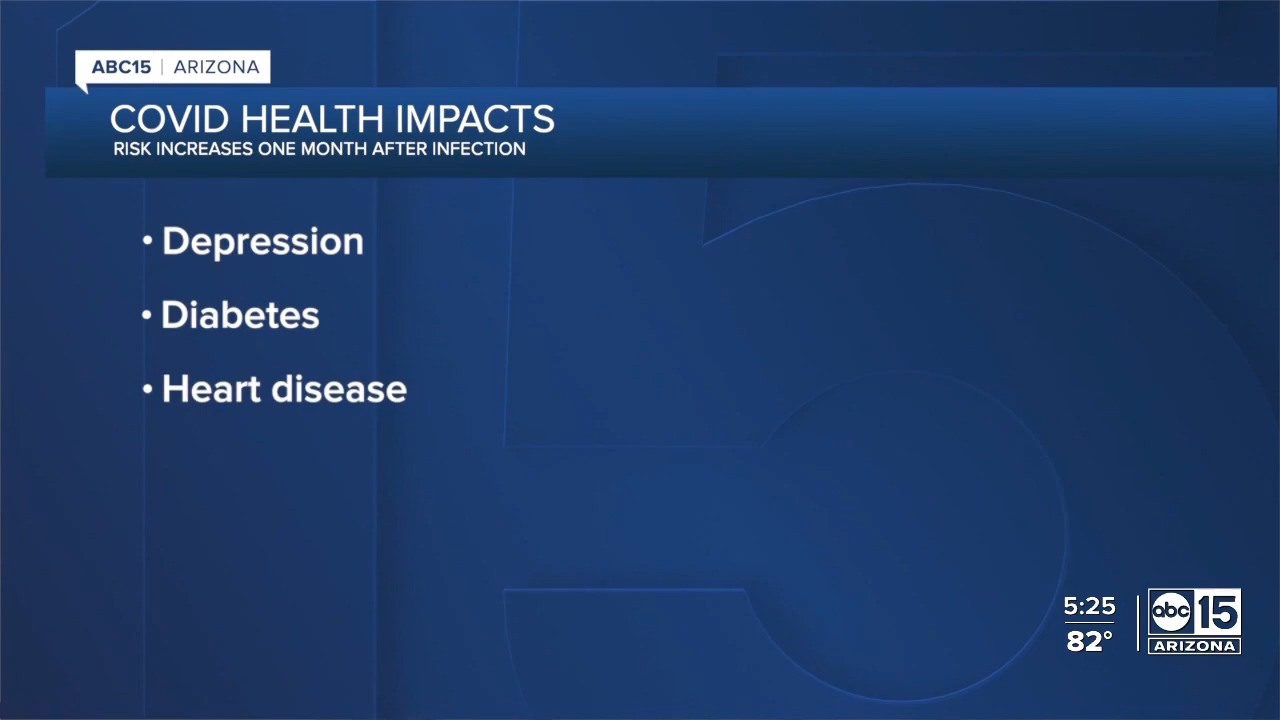 ABC15 | ARIZONA
COVID HEALTH IMPACTS
RISK INCREASES ONE MONTH AFTER INFECTION
• Depression
• Diabetes
• Heart disease
5:25
82°
abc 15
ARIZONA